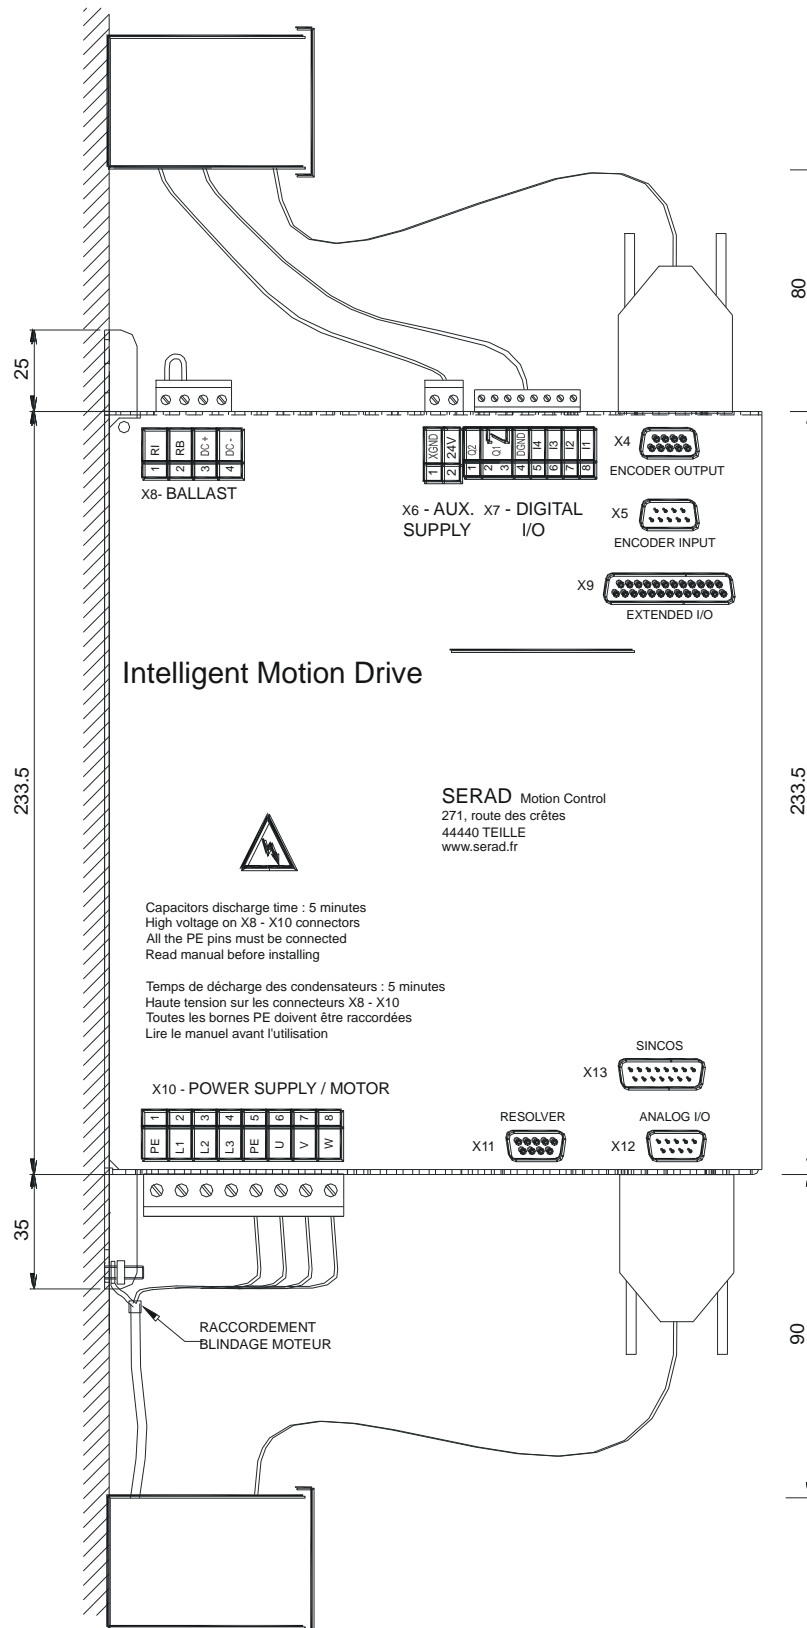 80
25
RI RB DC + DC -
1 2 3 4
X8- BALLAST
XGND 24V
1 2
X6 - AUX.
SUPPLY
Q2 Q1 DGND I4 I3 I2 I1
1 2 3 4 5 6 7 8
X7 - DIGITAL
I/O
X4
ENCODER OUTPUT
X5
ENCODER INPUT
X9
EXTENDED I/O
Intelligent Motion Drive
233.5
233.5
SERAD Motion Control
271, route des crêtes
44440 TEILLE
www.serad.fr
Capacitors discharge time : 5 minutes
High voltage on X8 - X10 connectors
All the PE pins must be connected
Read manual before installing
Temps de décharge des condensateurs : 5 minutes
Haute tension sur les connecteurs X8 - X10
Toutes les bornes PE doivent être raccordées
Lire le manuel avant l'utilisation
SINCOS
X13
X10 - POWER SUPPLY / MOTOR
1 2 3 4 5 6 7 8
PE L1 L2 L3 PE U V W
RESOLVER
X11
ANALOG I/O
X12
35
RACCORDEMENT
BLINDAGE MOTEUR
90